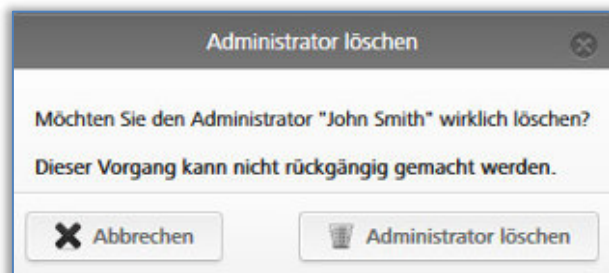 Administrator löschen
Möchten Sie den Administrator "John Smith" wirklich löschen?
Dieser Vorgang kann nicht rückgängig gemacht werden.
Abbrechen
Administrator löschen